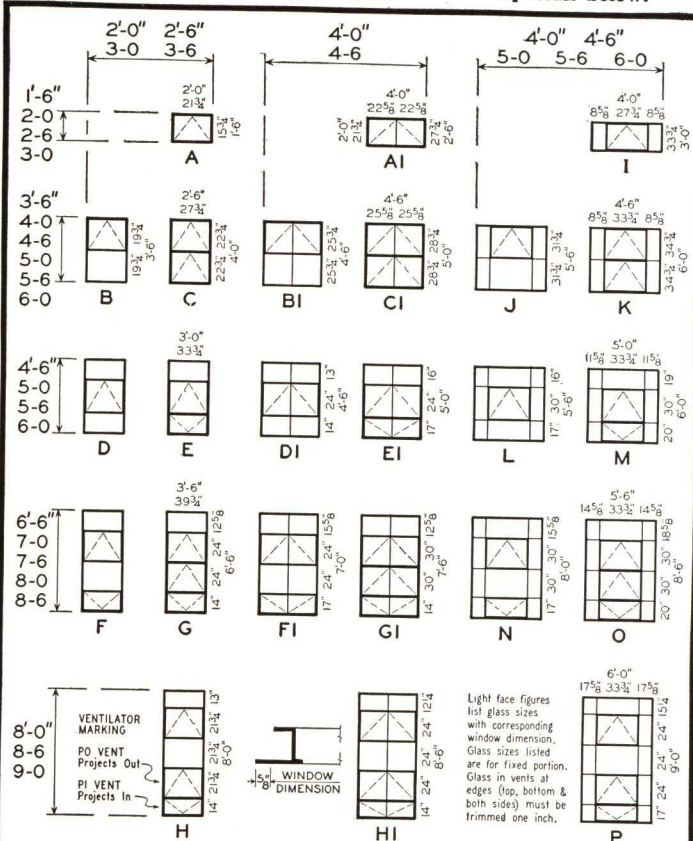 below.
2'-0" 2'-6"
3-0 3-6
4'-0"
4-6
4'-0" 4'-6"
5-0 5-6 6-0
1'-6"
2-0
2-6
3-0
2'-0"
21¾"
15¾"
1'-6"
A
4'-0"
22⅝" 22⅝"
2'-0"
21¾"
27¾"
2'-6"
A1
4'-0"
8⅝" 27¾" 8⅝"
33¾"
3'-0"
I
3'-6"
4-0
4-6
5-0
5-6
6-0
19¾" 19¾"
3'-6"
B
2'-6"
27¾"
22¾" 22¾"
4'-0"
C
25¾" 25¾"
4'-6"
B1
4'-6"
25⅝" 25⅝"
28¾" 28¾"
5'-0"
C1
31¾" 31¾"
5'-6"
J
4'-6"
8⅝" 33¾" 8⅝"
34¾" 34¾"
6'-0"
K
4'-6"
5-0
5-6
6-0
D
3'-0"
33¾"
E
14" 24" 13"
4'-6"
D1
17" 24" 16"
5'-0"
E1
17" 30" 16"
5'-6"
L
5'-0"
11⅝" 33¾" 11⅝"
20" 30" 19"
6'-0"
M
6'-6"
7-0
7-6
8-0
8-6
F
3'-6"
39¾"
14" 24" 24" 12⅝"
6'-6"
G
17" 24" 24" 15⅝"
7'-0"
F1
14" 30" 30" 12⅝"
7'-6"
G1
17" 30" 30" 15⅝"
8'-0"
N
5'-6"
14⅝" 33¾" 14⅝"
20" 30" 30" 18⅝"
8'-6"
O
8'-0"
8-6
9-0
VENTILATOR
MARKING
PO VENT
Projects Out
PI VENT
Projects In
14" 21¾" 21¾" 21¾" 13"
8'-0"
H
⅝"
WINDOW
DIMENSION
14" 24" 24" 24" 12¼"
8'-6"
H1
Light face figures
list glass sizes
with corresponding
window dimension.
Glass sizes listed
are for fixed portion.
Glass in vents at
edges (top, bottom &
both sides) must be
trimmed one inch.
6'-0"
17⅝" 33¾" 17⅝"
17" 24" 24" 24" 15¼"
9'-0"
P